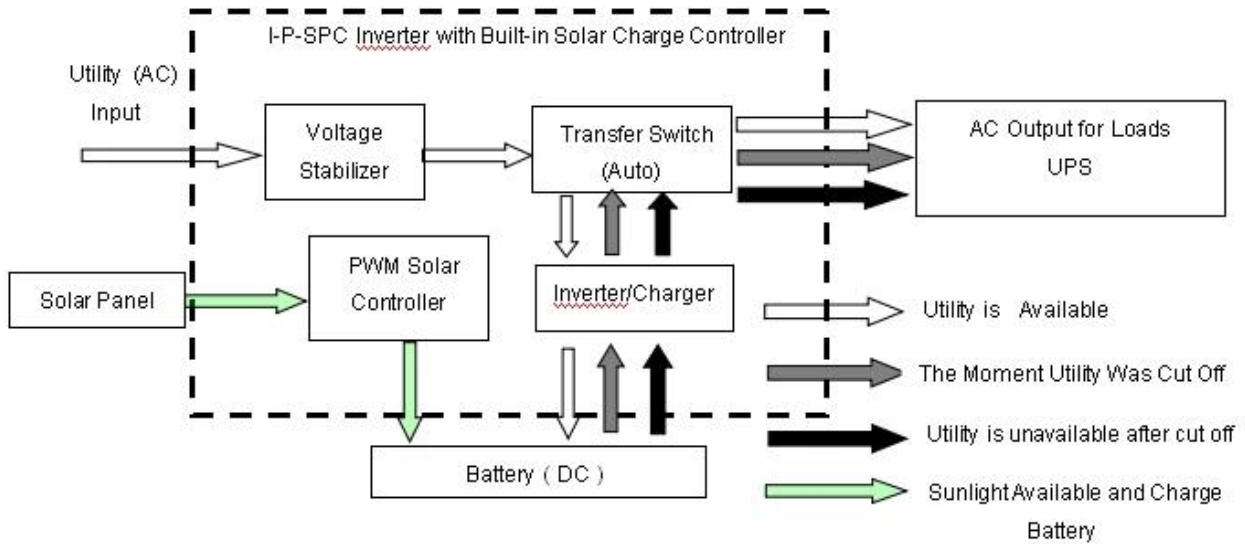 I-P-SPC Inverter with Built-in Solar Charge Controller
Utility (AC)
Input
Voltage
Stabilizer
Transfer Switch
(Auto)
AC Output for Loads
UPS
Solar Panel
PWM Solar
Controller
Inverter/Charger
Battery ( DC )
Utility is Available
The Moment Utility Was Cut Off
Utility is unavailable after cut off
Sunlight Available and Charge
Battery